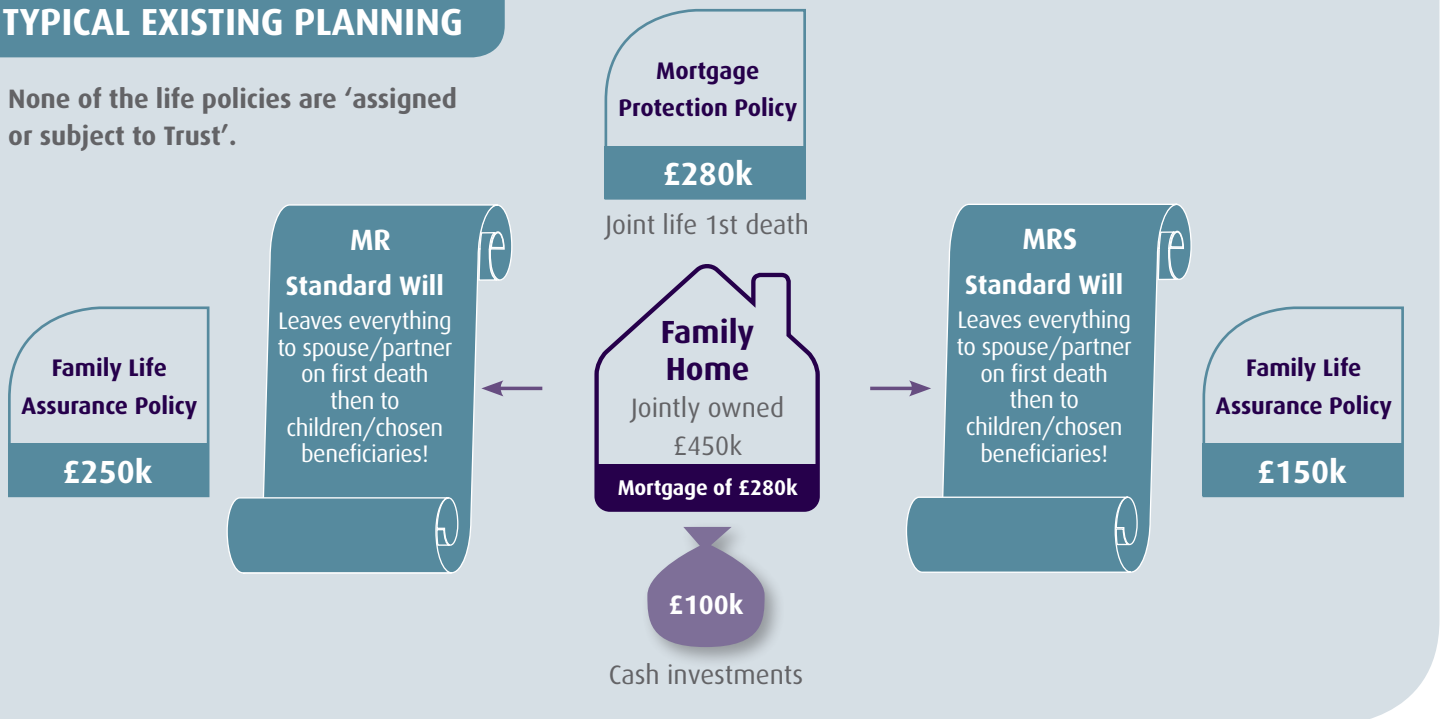 TYPICAL EXISTING PLANNING
None of the life policies are ‘assigned
or subject to Trust’.
Mortgage
Protection Policy
£280k
Joint life 1st death
MR
Standard Will
Leaves everything
to spouse/partner
on first death
then to
children/chosen
beneficiaries!
Family Life
Assurance Policy
£250k
Family
Home
Jointly owned
£450k
Mortgage of £280k
£100k
Cash investments
MRS
Standard Will
Leaves everything
to spouse/partner
on first death
then to
children/chosen
beneficiaries!
Family Life
Assurance Policy
£150k